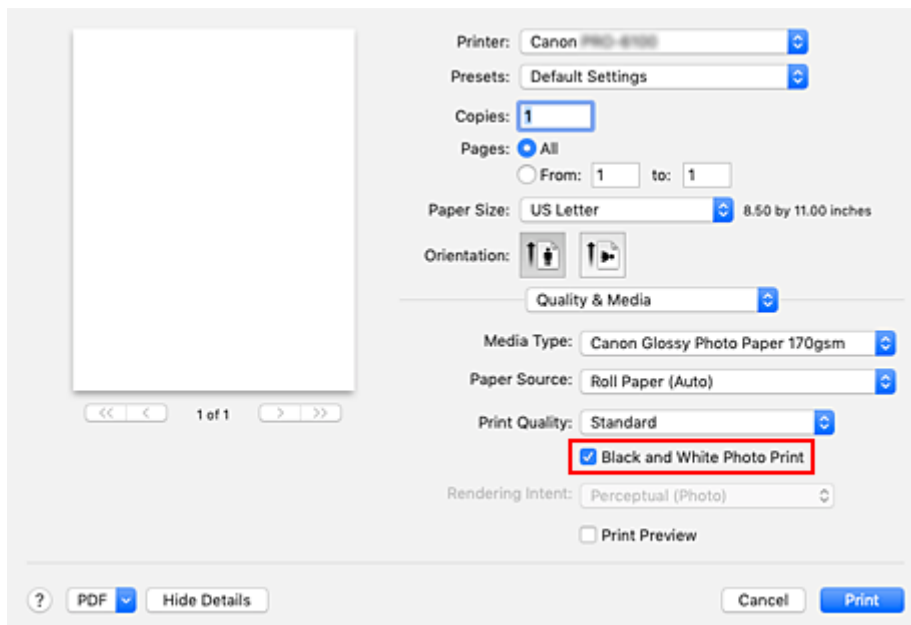 Printer: Canon
Presets: Default Settings
Copies: 1
Pages: All
From: 1 to: 1
Paper Size: US Letter 8.50 by 11.00 inches
Orientation:
Quality & Media
Media Type: Canon Glossy Photo Paper 170gsm
Paper Source: Roll Paper (Auto)
<< < 1 of 1 > >>
Print Quality: Standard
Black and White Photo Print
Rendering Intent: Perceptual (Photo)
Print Preview
? PDF Hide Details Cancel Print